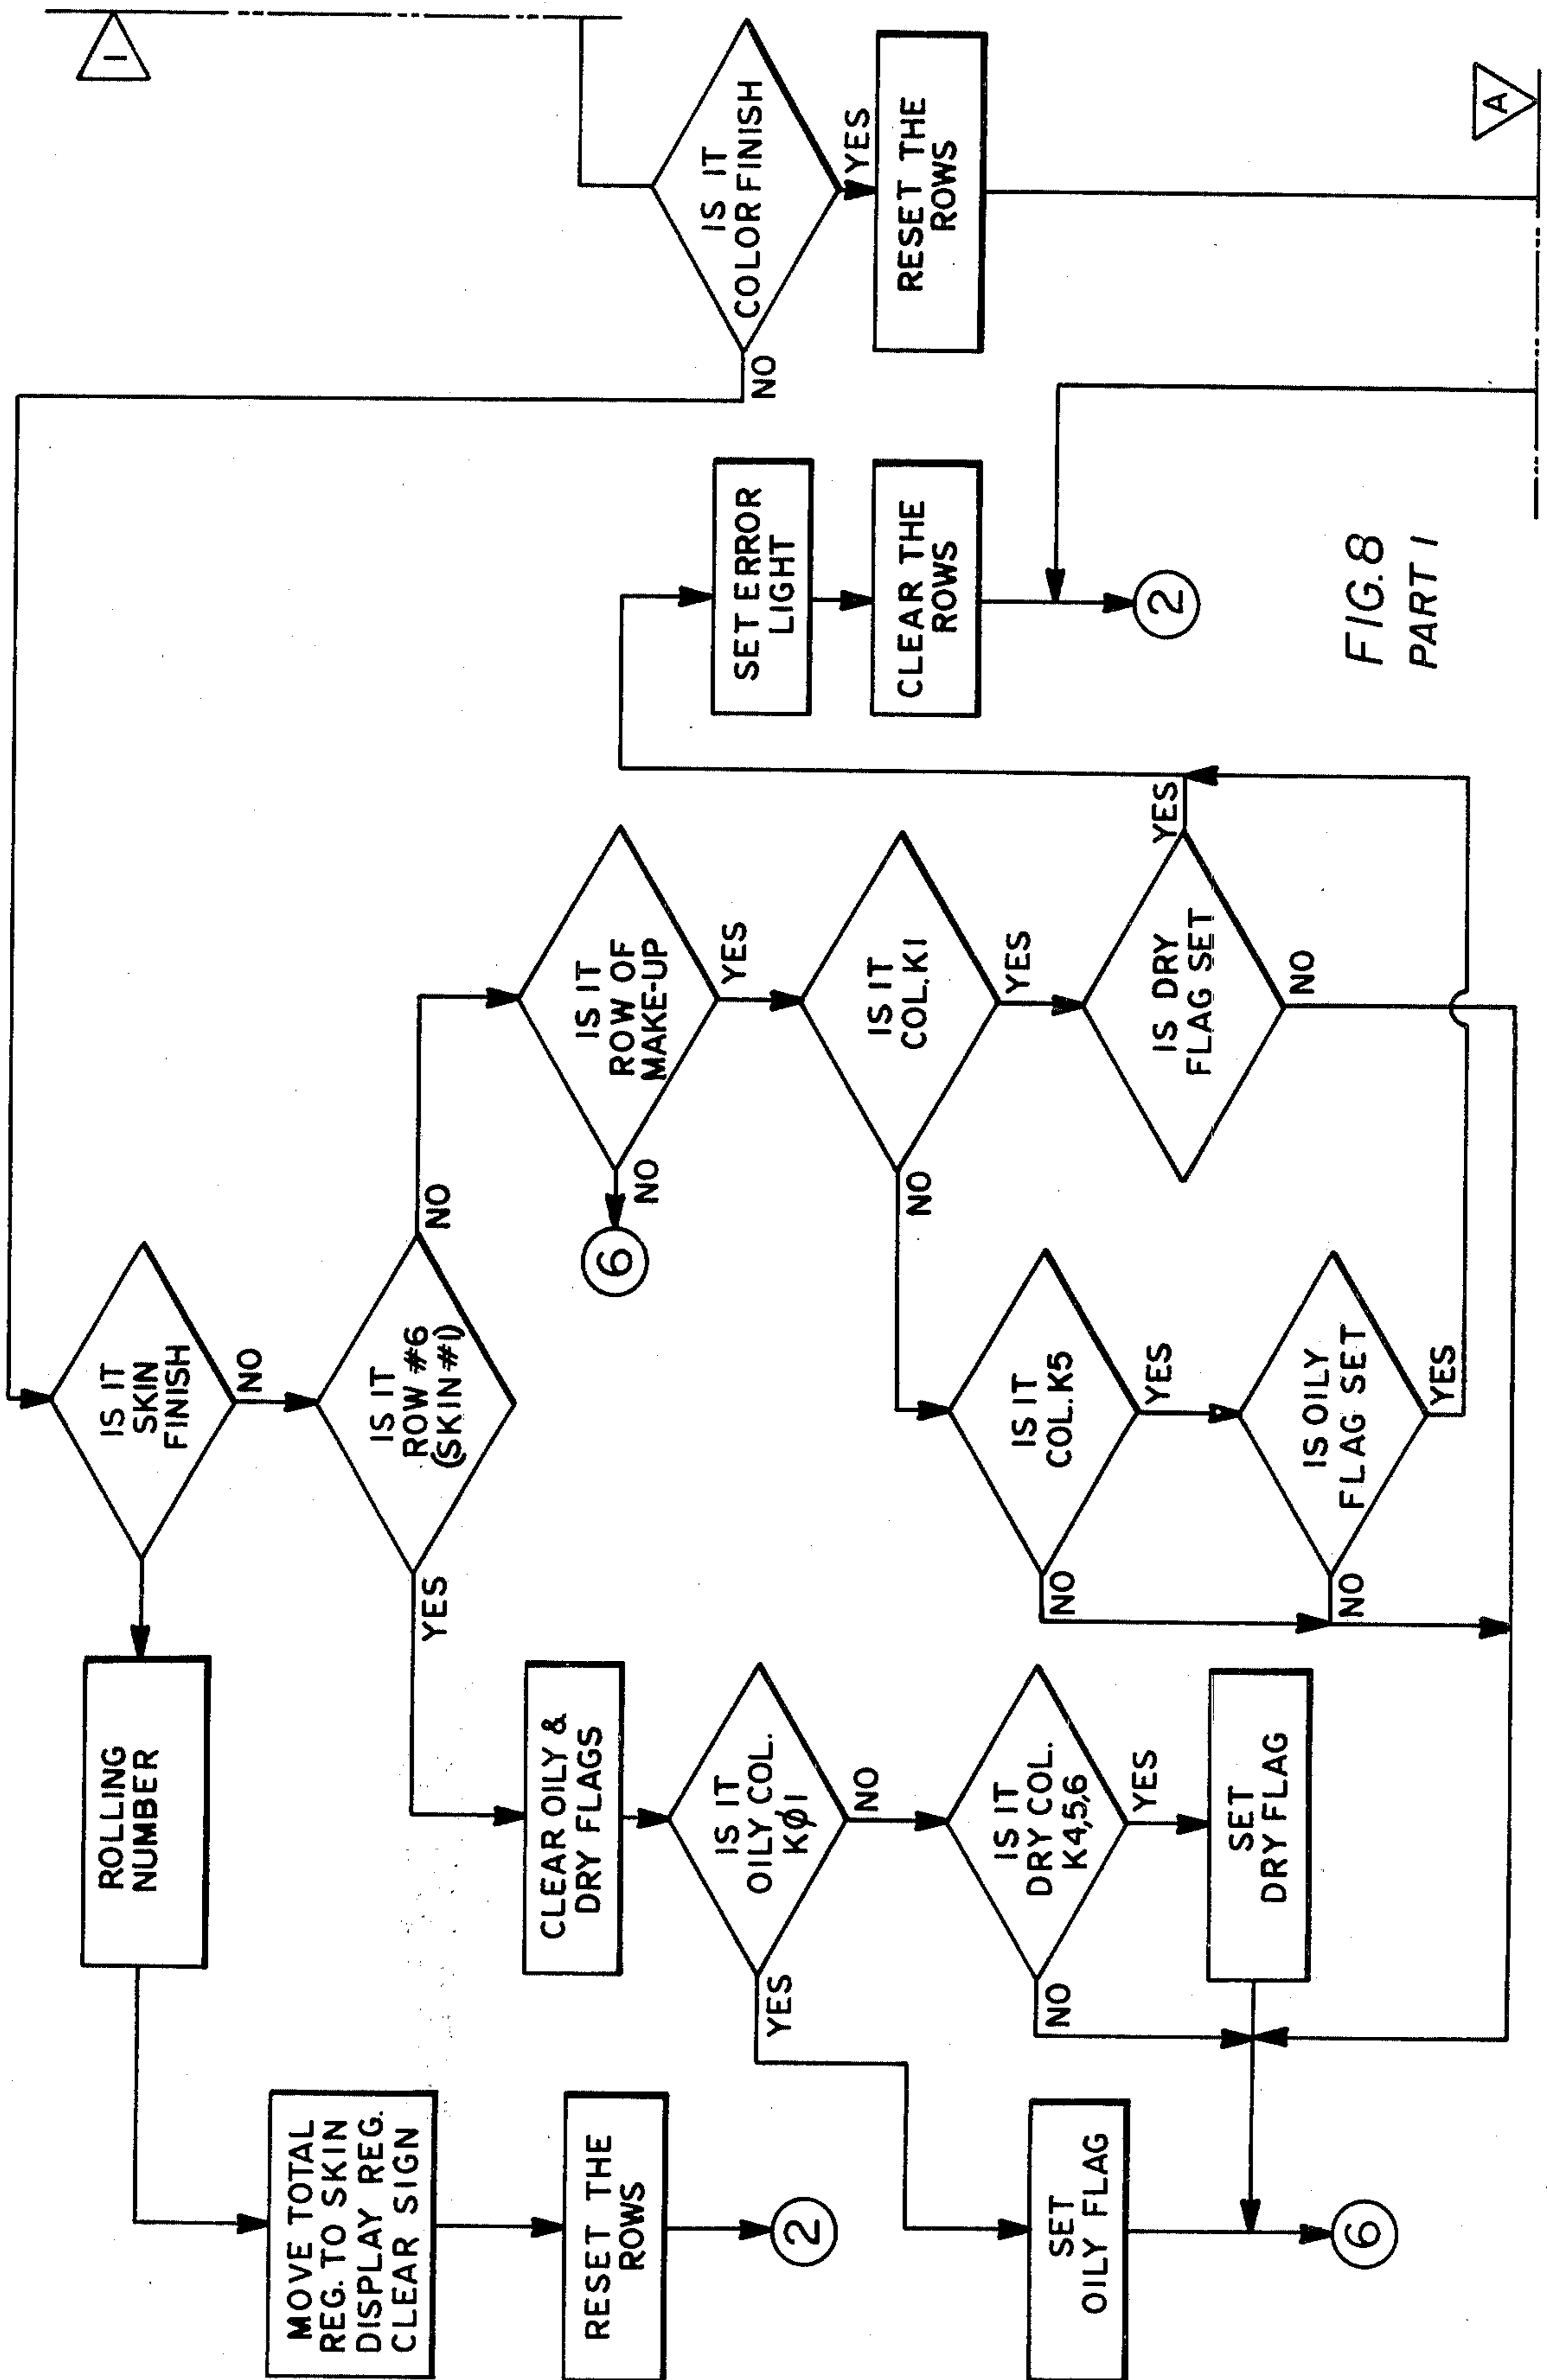 1
IS IT
COLOR FINISH
NO
YES
RESET THE
ROWS
A
SET ERROR
LIGHT
CLEAR THE
ROWS
2
FIG. 8
PART 1
IS IT
SKIN
FINISH
NO
ROLLING
NUMBER
MOVE TOTAL
REG. TO SKIN
DISPLAY REG.
CLEAR SIGN
RESET THE
ROWS
2
IS IT
ROW #6
(SKIN #1)
NO
YES
IS IT
ROW OF
MAKE-UP
NO
6
YES
IS IT
COL. K1
NO
YES
IS DRY
FLAG SET
YES
NO
IS IT
COL. K5
NO
YES
IS OILY
FLAG SET
NO
YES
CLEAR OILY &
DRY FLAGS
IS IT
OILY COL.
KØ1
YES
NO
IS IT
DRY COL.
K4,5,6
NO
YES
SET
DRY FLAG
SET
OILY FLAG
6